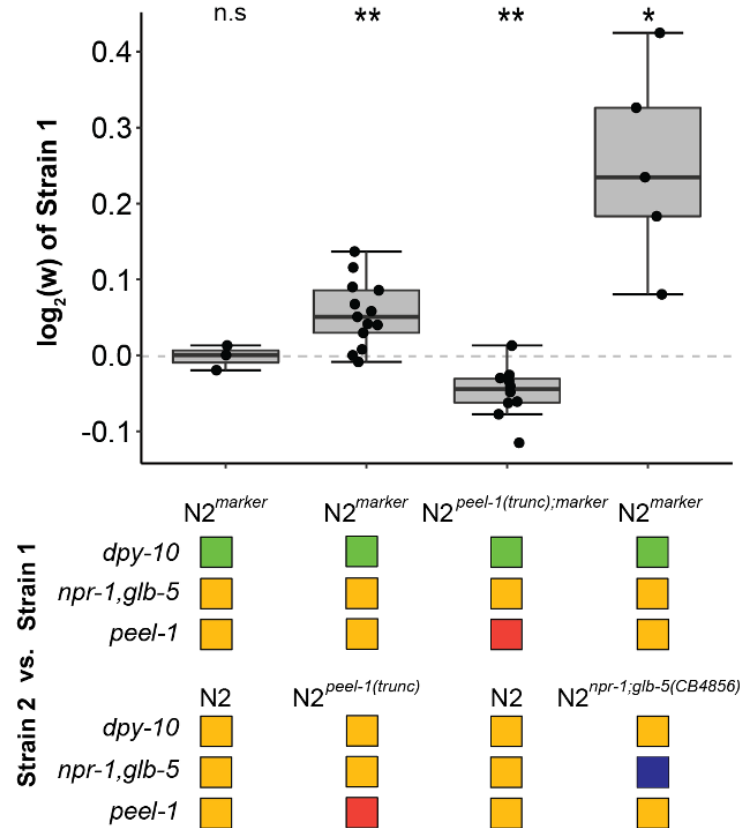 n.s ** ** *
0.4
0.3
0.2
0.1
0.0
-0.1
log2(w) of Strain 1
N2marker N2marker N2peel-1(trunc);marker N2marker
dpy-10
npr-1,glb-5
peel-1
Strain 2 vs. Strain 1
N2 N2peel-1(trunc) N2 N2npr-1;glb-5(CB4856)
dpy-10
npr-1,glb-5
peel-1